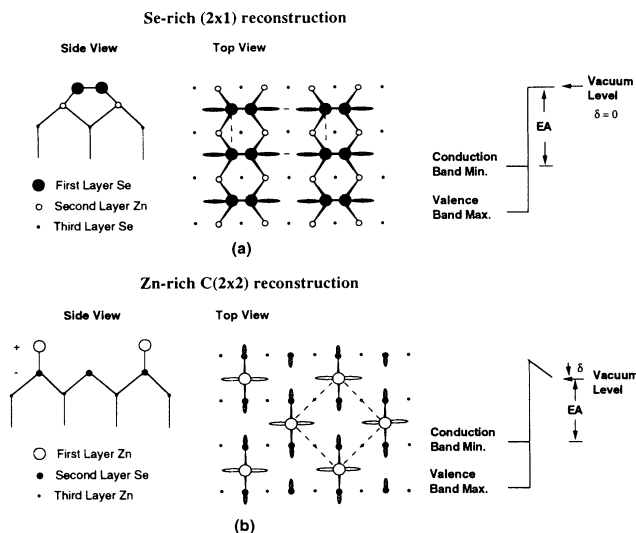 Se-rich (2x1) reconstruction
Side View
Top View
Vacuum
Level
δ = 0
EA
Conduction
Band Min.
Valence
Band Max.
First Layer Se
Second Layer Zn
Third Layer Se
(a)
Zn-rich C(2x2) reconstruction
Side View
Top View
+
-
δ
Vacuum
Level
EA
Conduction
Band Min.
Valence
Band Max.
First Layer Zn
Second Layer Se
Third Layer Zn
(b)